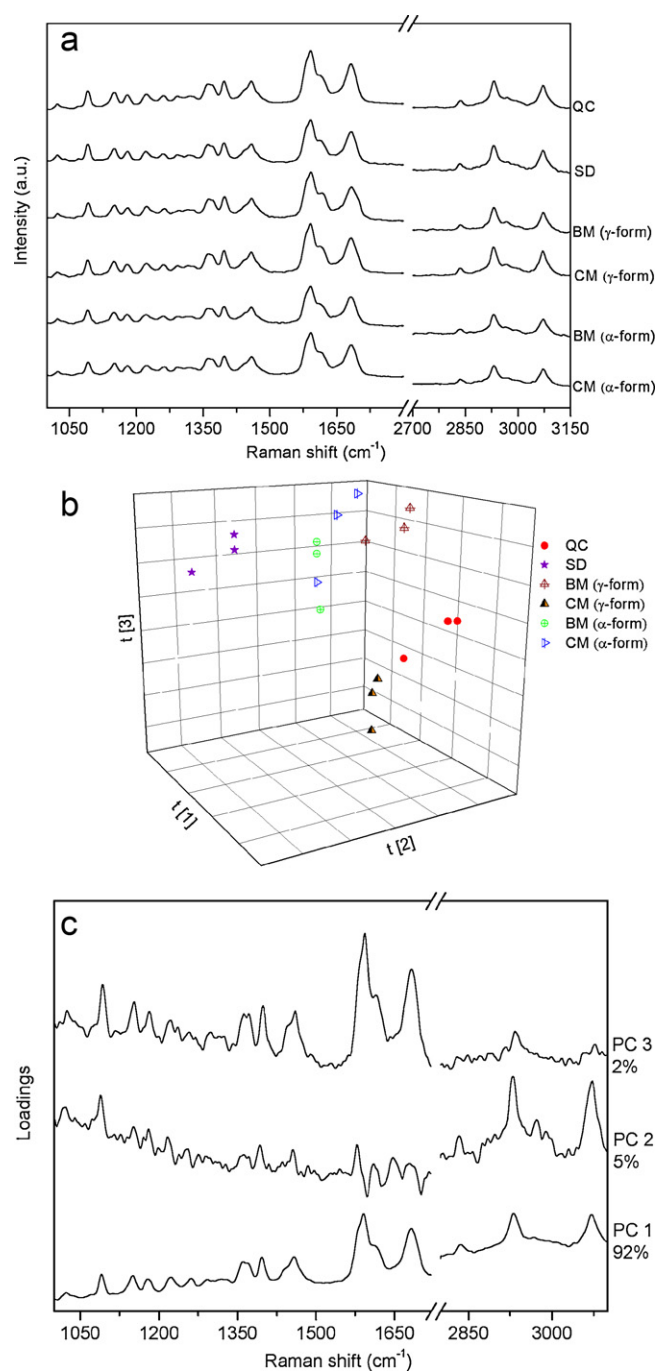 a
QC
SD
BM (γ-form)
CM (γ-form)
BM (α-form)
CM (α-form)
Intensity (a.u.)
1050 1200 1350 1500 1650 2700 2850 3000 3150
Raman shift (cm-1)
b
QC
SD
BM (γ-form)
CM (γ-form)
BM (α-form)
CM (α-form)
t [3]
t [1]
t [2]
c
PC 3
2%
PC 2
5%
PC 1
92%
Loadings
1050 1200 1350 1500 1650 2850 3000
Raman shift (cm-1)